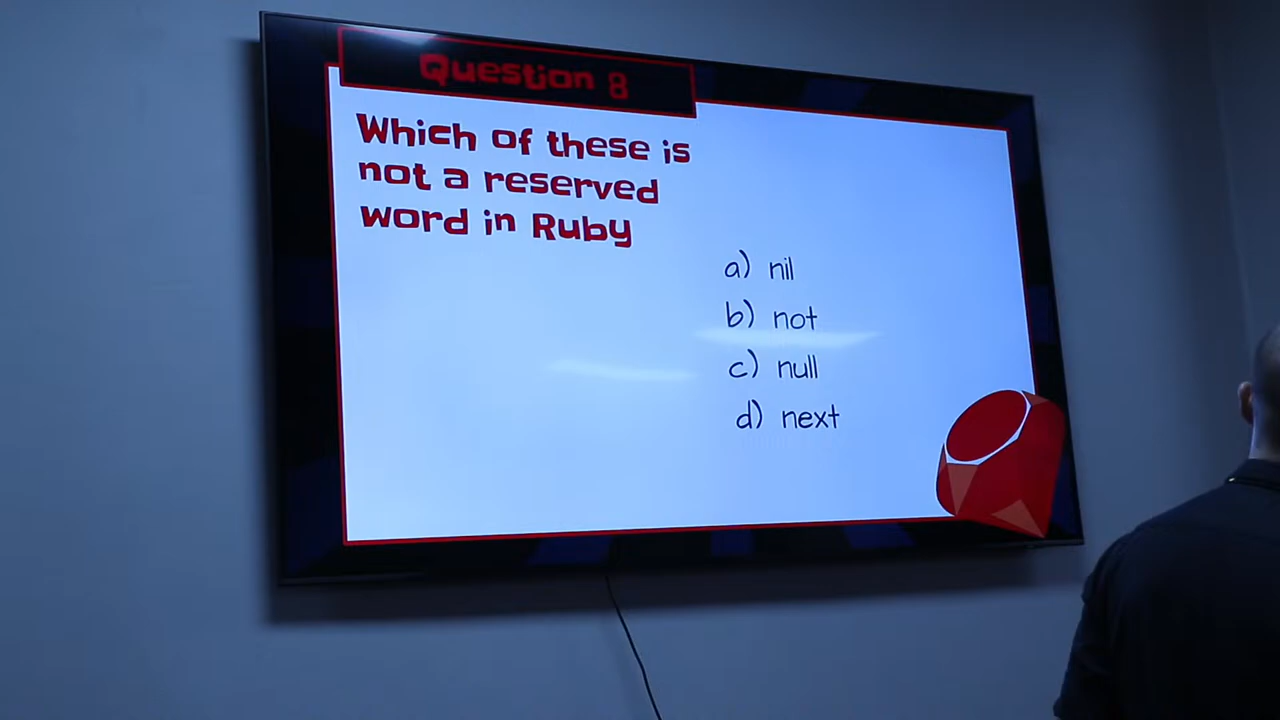 Question 8
Which of these is
not a reserved
word in Ruby
a) nil
b) not
c) null
d) next